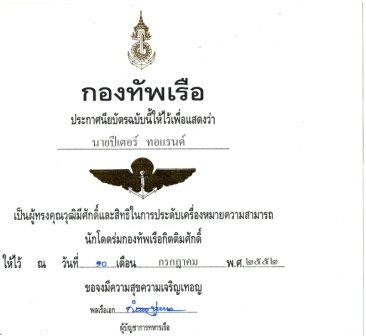 กองทัพเรือ
ประกาศนียบัตรฉบับนี้ให้ไว้เพื่อแสดงว่า
นายปีเตอร์ ทอแรนด์
เป็นผู้ทรงคุณวุฒิมีศักดิ์และสิทธิในการประดับเครื่องหมายความสามารถ
นักโดดร่มกองทัพเรือกิตติมศักดิ์
ให้ไว้ ณ วันที่ ๑๐ เดือน กรกฎาคม พ.ศ.๒๕๕๒
ขอจงมีความสุขความเจริญเทอญ
พลเรือเอก
ผู้บัญชาการทหารเรือ